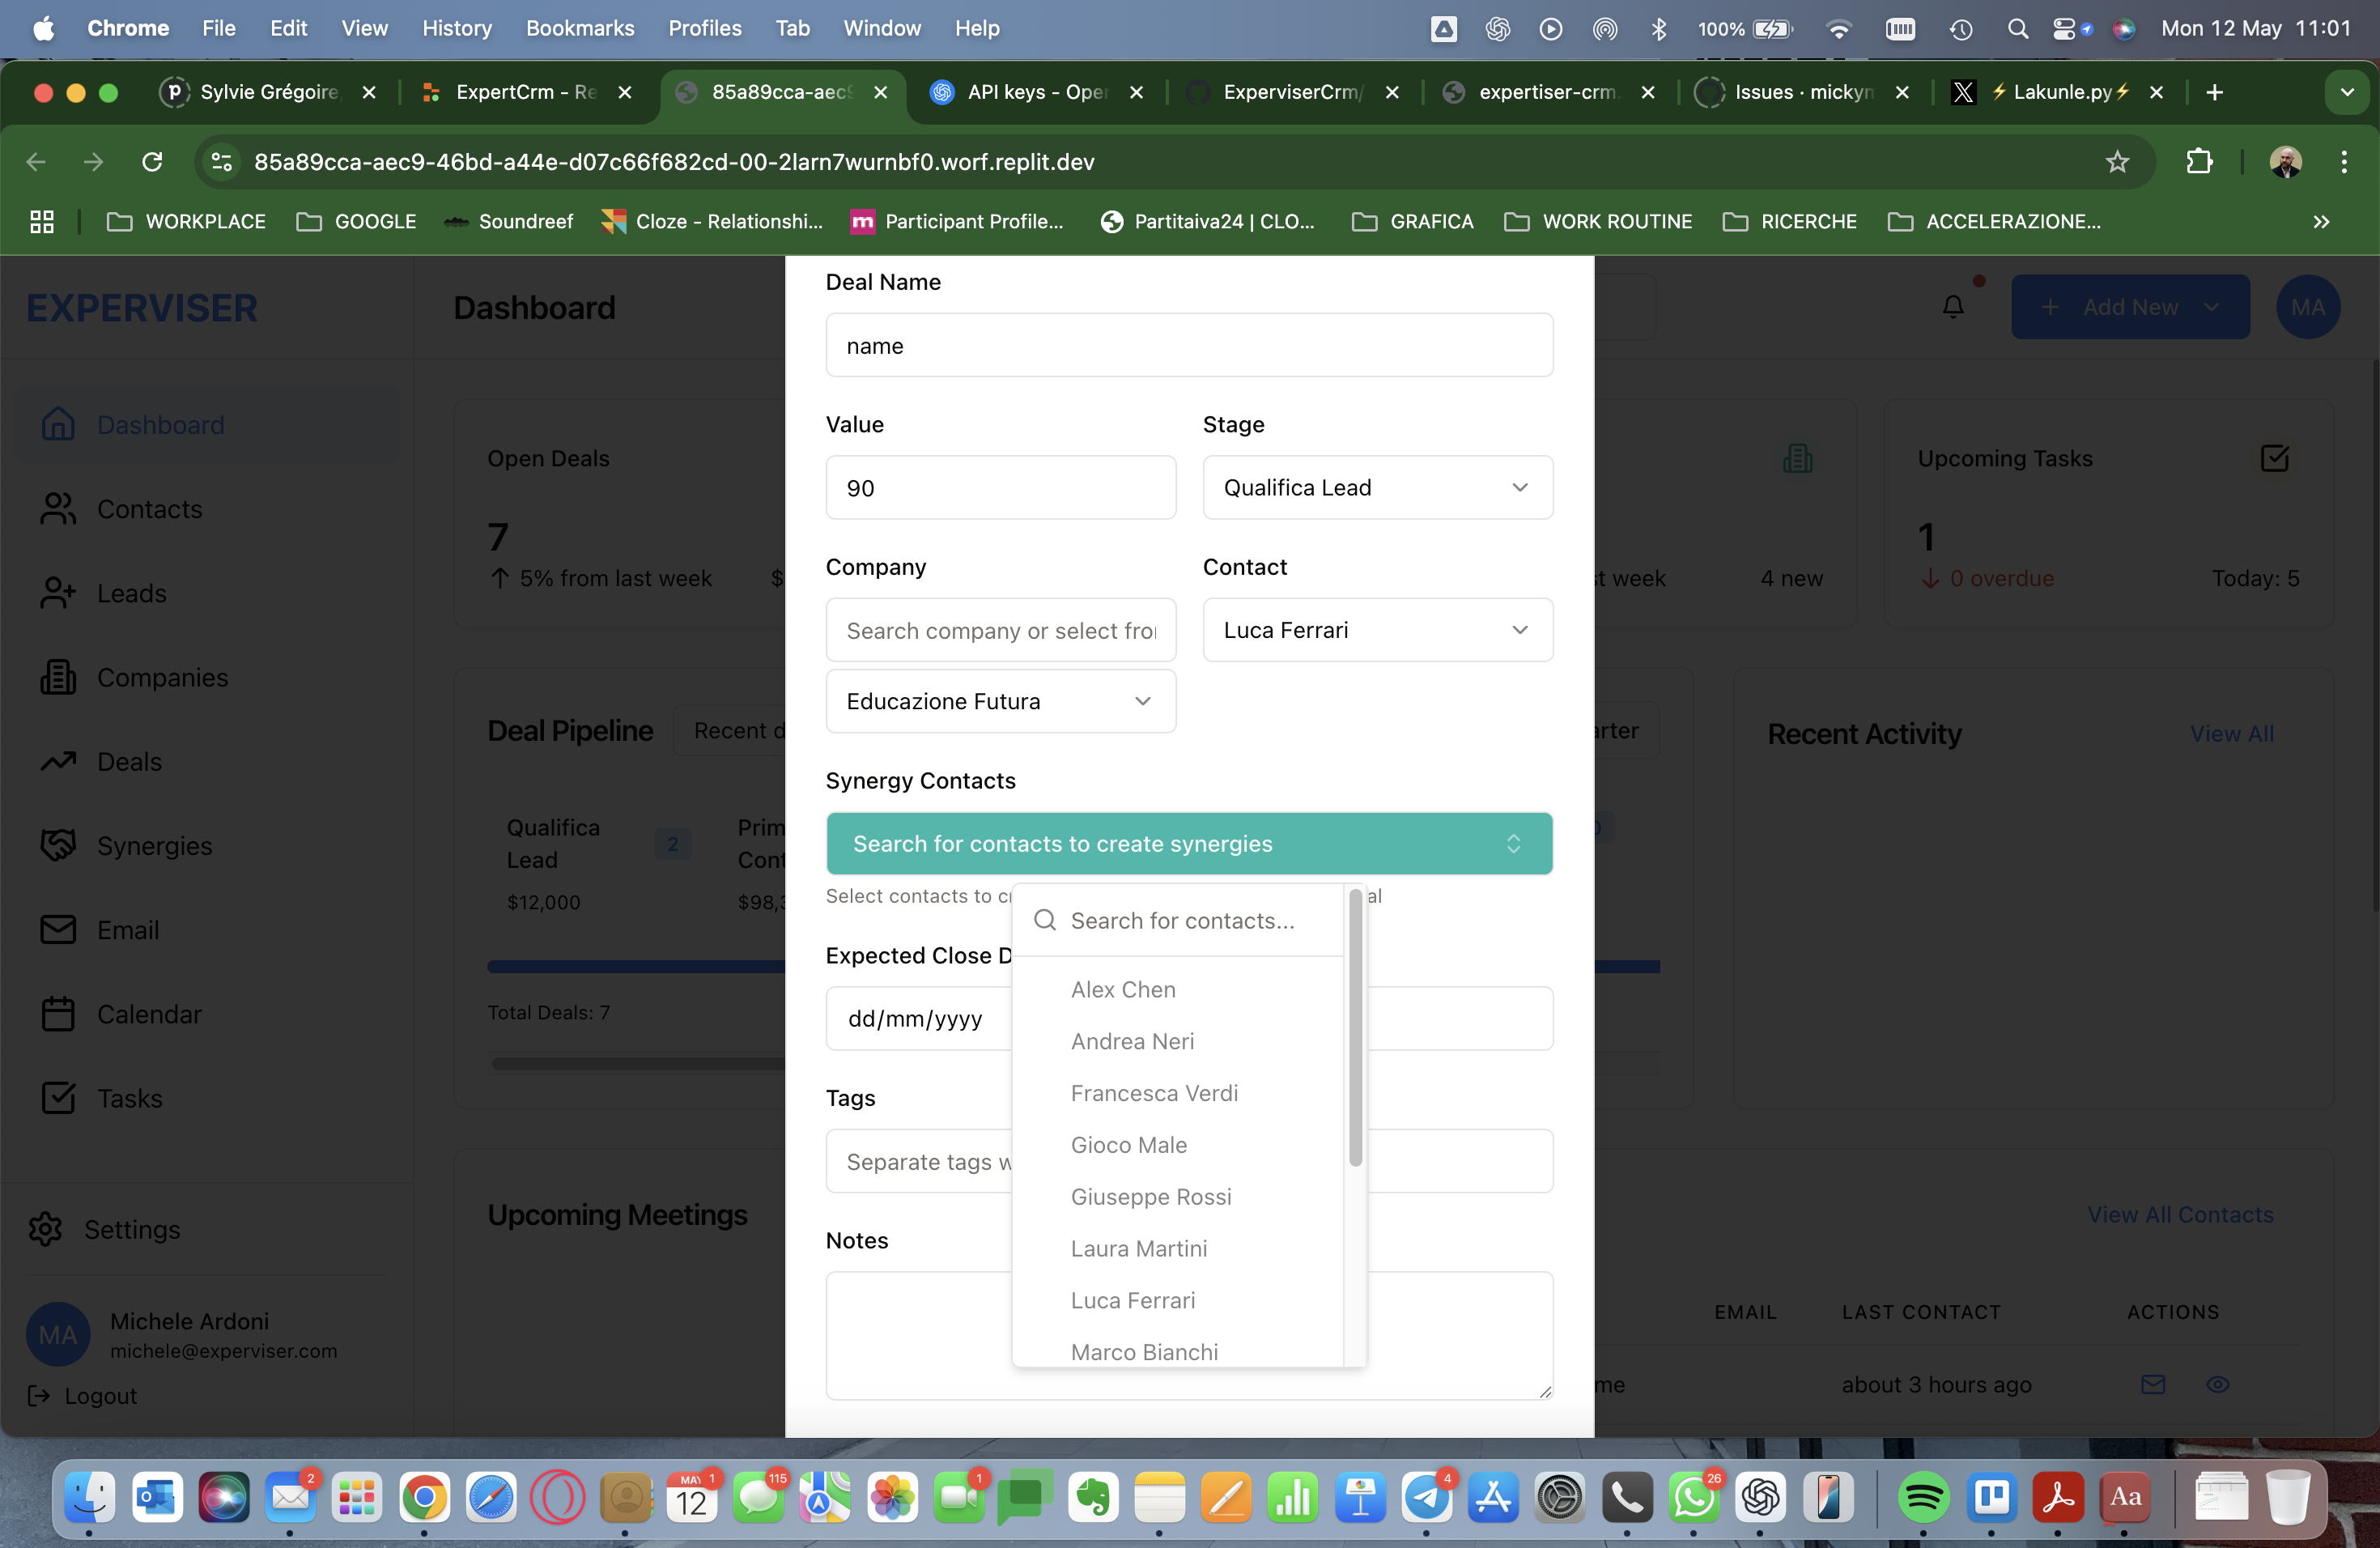 Chrome File Edit View History Bookmarks Profiles Tab Window Help 100% Mon 12 May 11:01
Sylvie Grégoire ExpertCrm - Re 85a89cca-aec9 API keys - Oper ExperviserCrm/ expertiser-crm. Issues · mickym ⚡Lakunle.py⚡
85a89cca-aec9-46bd-a44e-d07c66f682cd-00-2larn7wurnbf0.worf.replit.dev
WORKPLACE GOOGLE Soundreef Cloze - Relationshi... Participant Profile... Partitaiva24 | CLO... GRAFICA WORK ROUTINE RICERCHE ACCELERAZIONE...
EXPERVISER
Dashboard
Contacts
Leads
Companies
Deals
Synergies
Email
Calendar
Tasks
Settings
MA
Michele Ardoni
michele@experviser.com
Logout
Dashboard
+ Add New
MA
Open Deals
7
5% from last week
$
st week
4 new
Upcoming Tasks
1
0 overdue
Today: 5
Deal Pipeline
Recent d
arter
Qualifica
Lead
2
$12,000
Prim
Cont
$98,3
Total Deals: 7
Recent Activity
View All
Upcoming Meetings
View All Contacts
EMAIL LAST CONTACT ACTIONS
me about 3 hours ago
Deal Name
name
Value
90
Stage
Qualifica Lead
Company
Search company or select from
Educazione Futura
Contact
Luca Ferrari
Synergy Contacts
Search for contacts to create synergies
Select contacts to cr
al
Search for contacts...
Alex Chen
Andrea Neri
Francesca Verdi
Gioco Male
Giuseppe Rossi
Laura Martini
Luca Ferrari
Marco Bianchi
Expected Close D
dd/mm/yyyy
Tags
Separate tags w
Notes
2
MAY 1
12
115
1
4
26
Aa